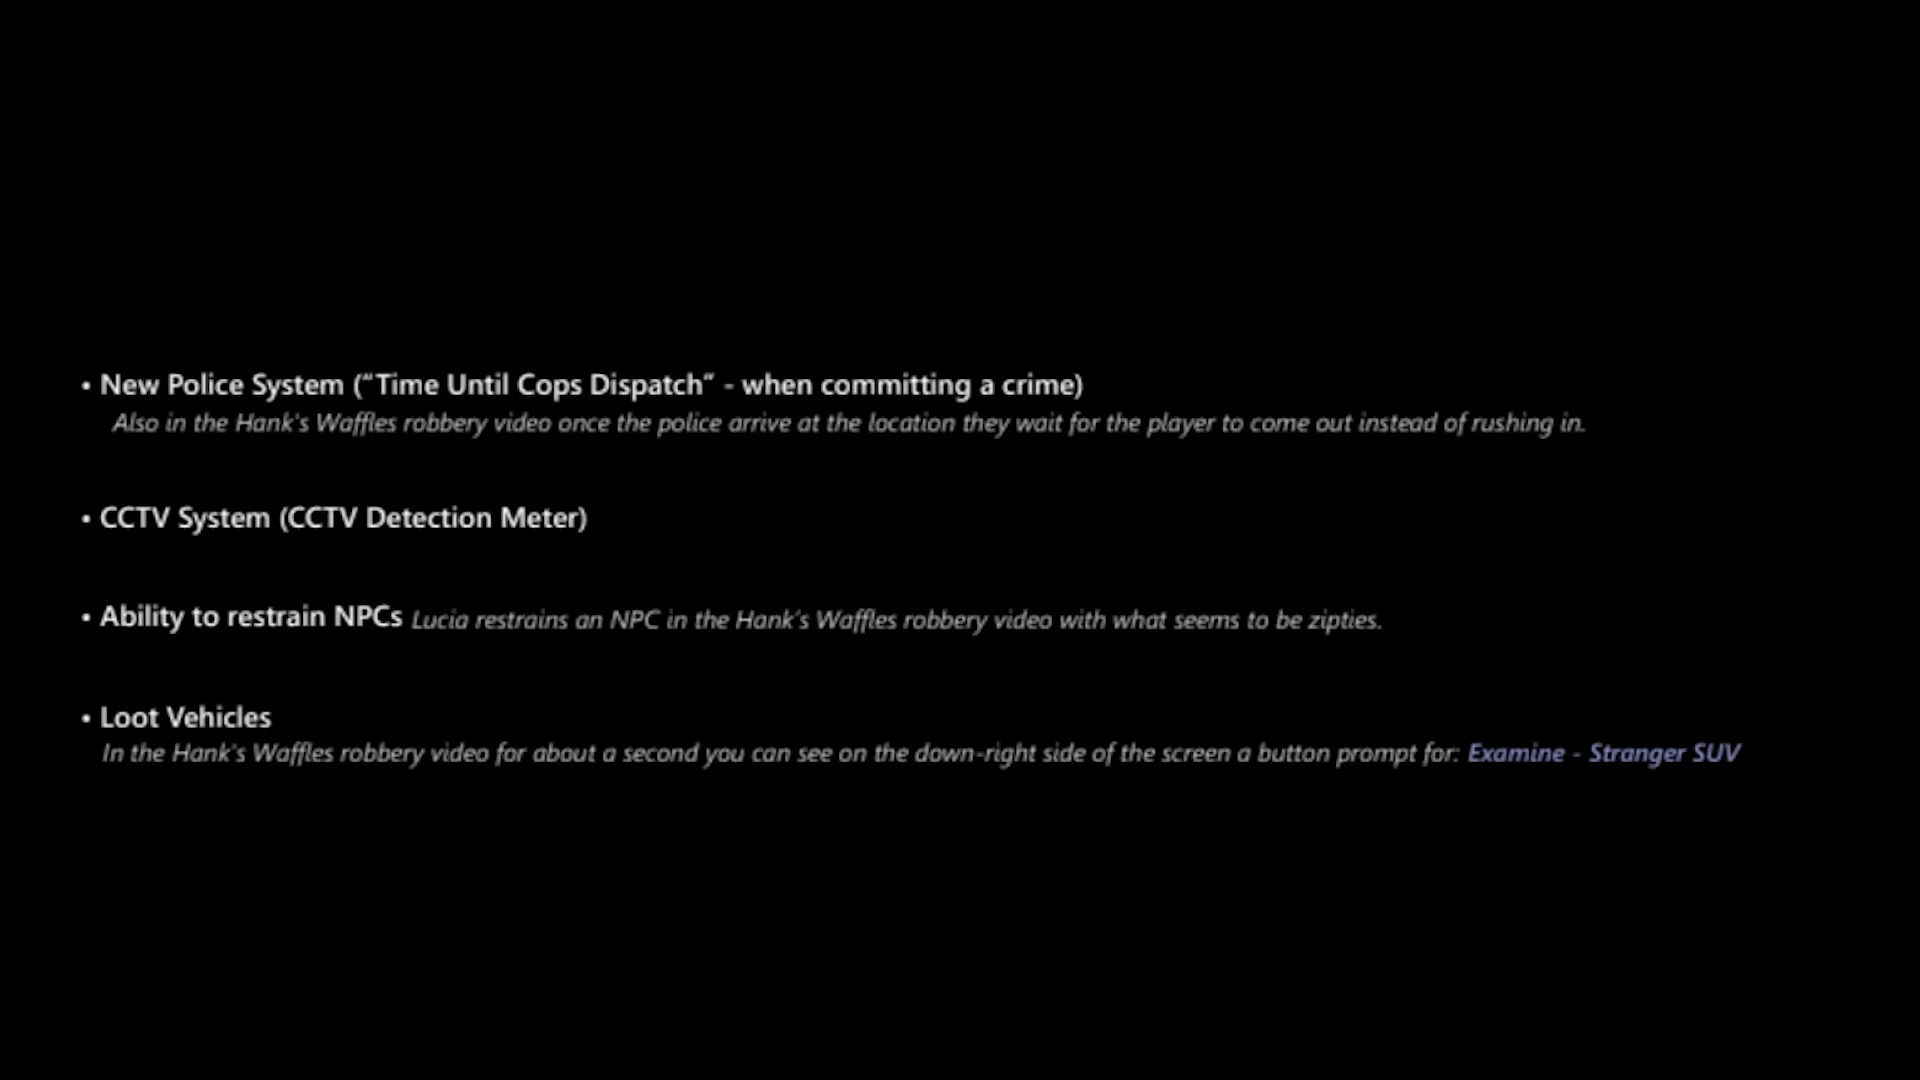 • New Police System (“Time Until Cops Dispatch” - when committing a crime)
Also in the Hank's Waffles robbery video once the police arrive at the location they wait for the player to come out instead of rushing in.
• CCTV System (CCTV Detection Meter)
• Ability to restrain NPCs Lucia restrains an NPC in the Hank's Waffles robbery video with what seems to be zipties.
• Loot Vehicles
In the Hank's Waffles robbery video for about a second you can see on the down-right side of the screen a button prompt for: Examine - Stranger SUV